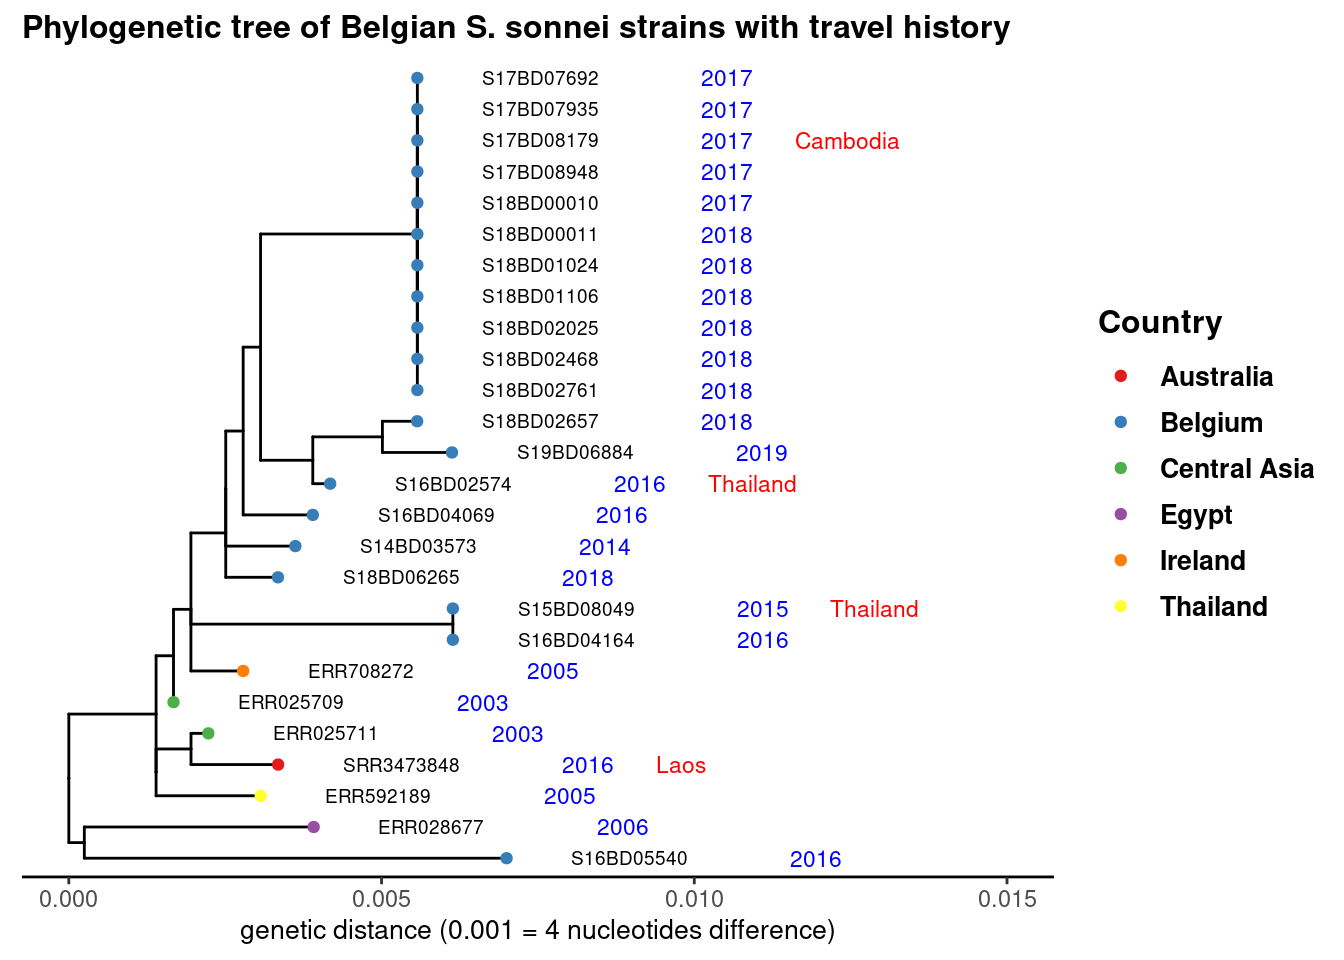 Phylogenetic tree of Belgian S. sonnei strains with travel history
S17BD07692 2017
S17BD07935 2017
S17BD08179 2017 Cambodia
S17BD08948 2017
S18BD00010 2017
S18BD00011 2018
S18BD01024 2018
S18BD01106 2018
S18BD02025 2018
S18BD02468 2018
S18BD02761 2018
S18BD02657 2018
S19BD06884 2019
S16BD02574 2016 Thailand
S16BD04069 2016
S14BD03573 2014
S18BD06265 2018
S15BD08049 2015 Thailand
S16BD04164 2016
ERR708272 2005
ERR025709 2003
ERR025711 2003
SRR3473848 2016 Laos
ERR592189 2005
ERR028677 2006
S16BD05540 2016
0.000 0.005 0.010 0.015
genetic distance (0.001 = 4 nucleotides difference)
Country
Australia
Belgium
Central Asia
Egypt
Ireland
Thailand